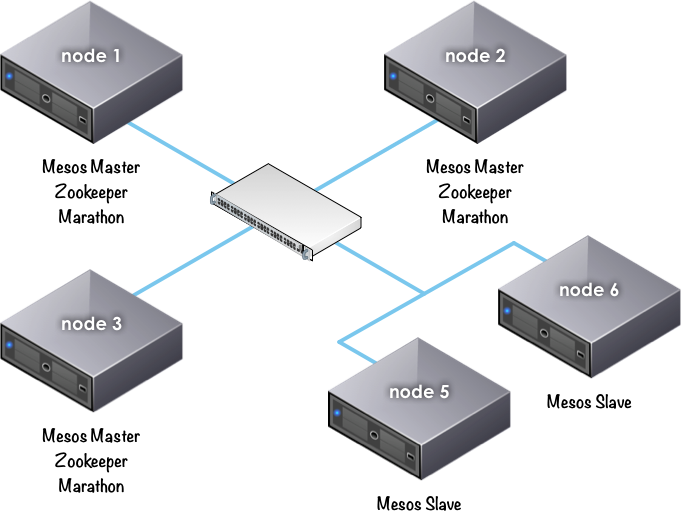 node 1
Mesos Master
Zookeeper
Marathon
node 2
Mesos Master
Zookeeper
Marathon
node 3
Mesos Master
Zookeeper
Marathon
node 6
Mesos Slave
node 5
Mesos Slave